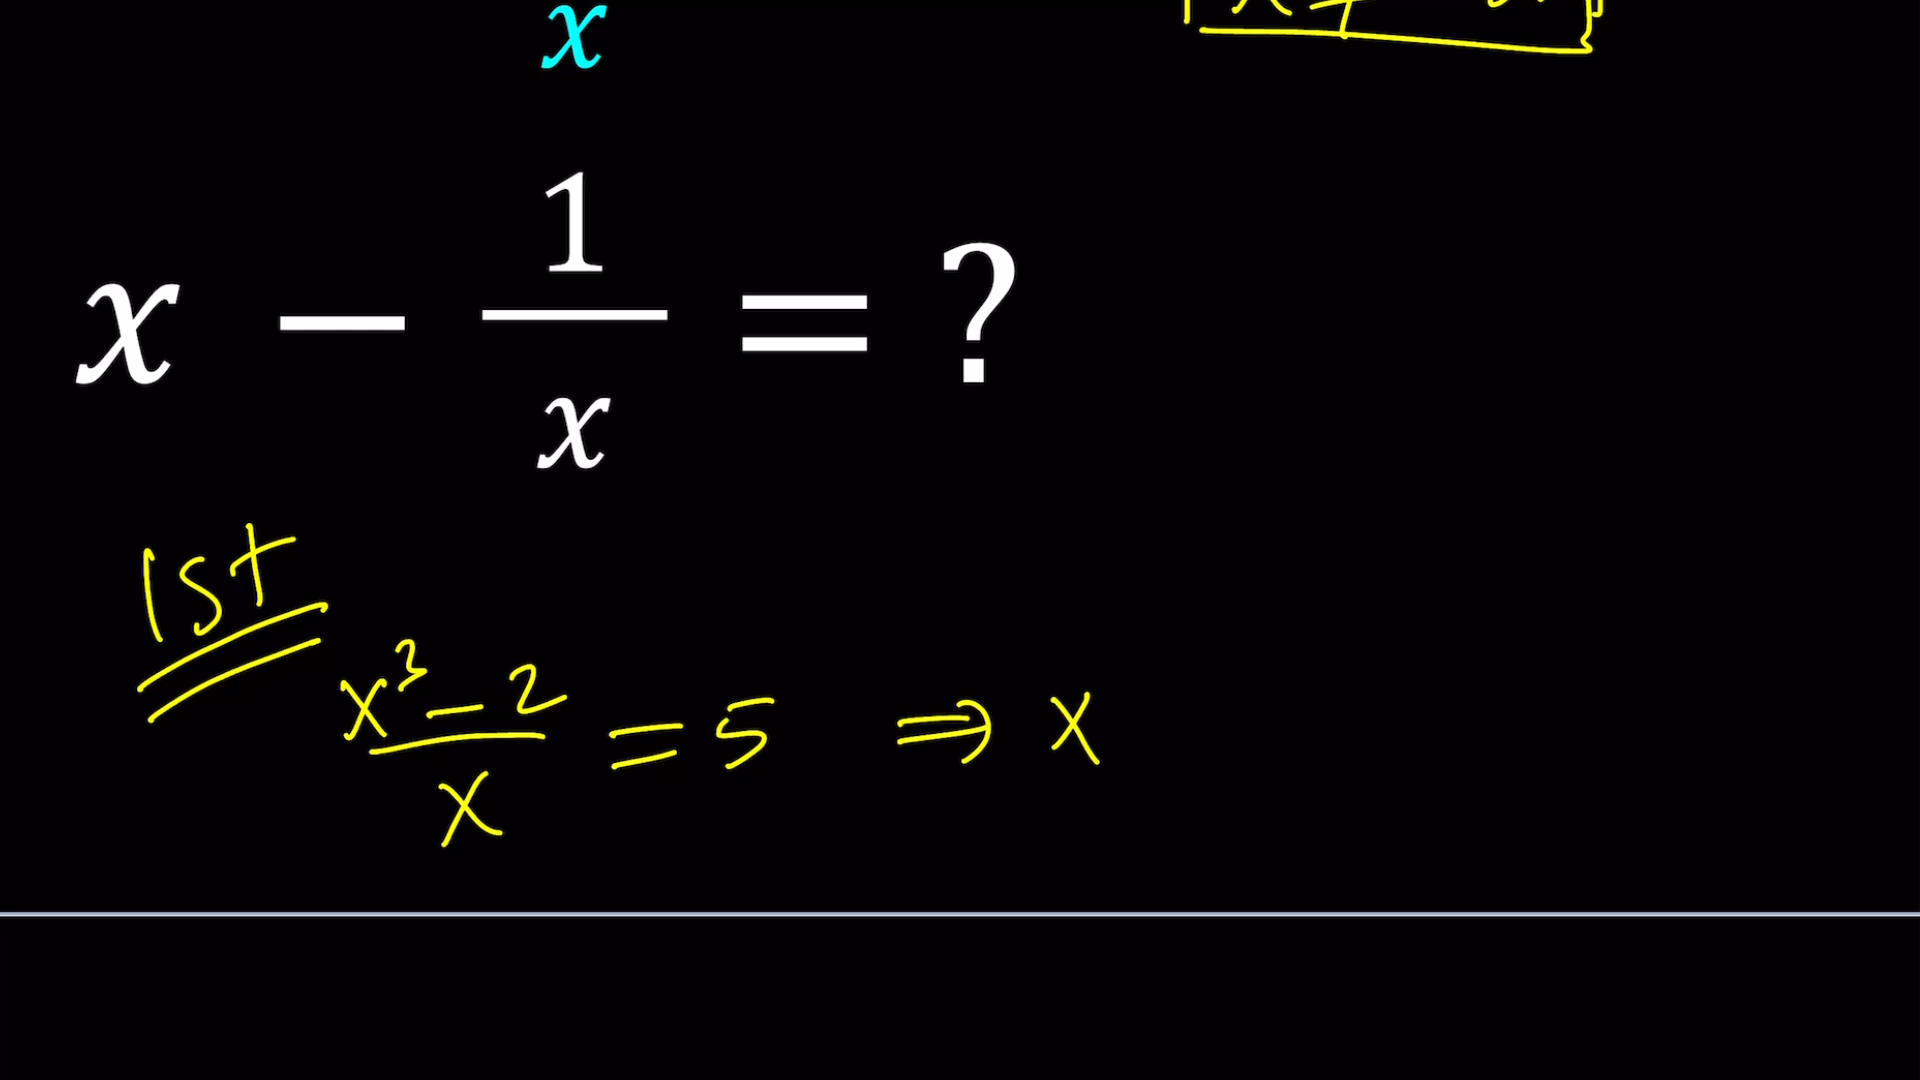 x
x - 1/x = ?
1st
x³ - 2 / x = 5 ⇒ x